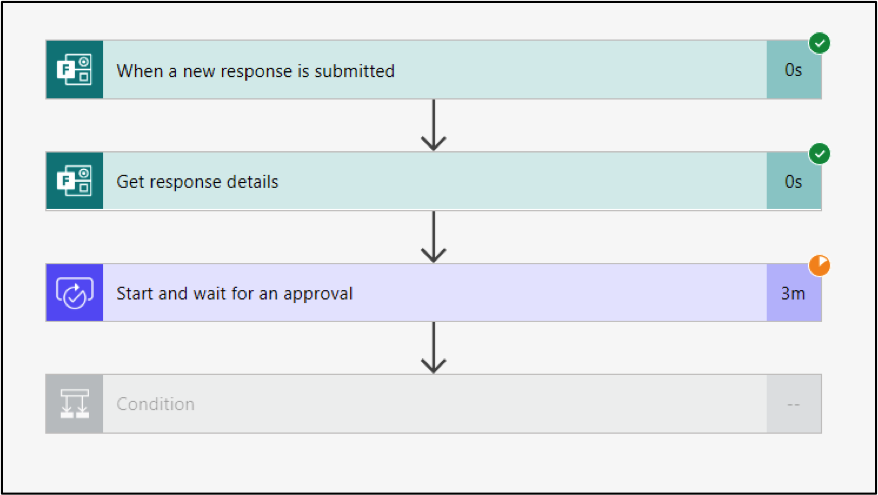 When a new response is submitted 0s
Get response details 0s
Start and wait for an approval 3m
Condition --